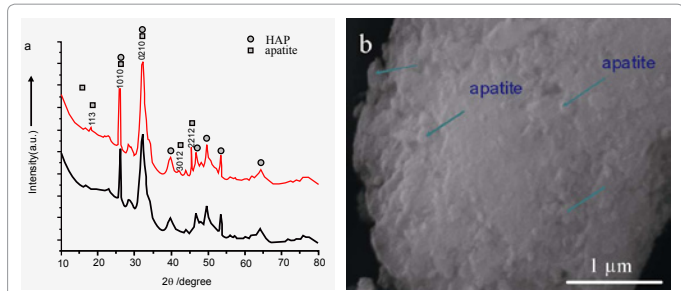 a
HAP
apatite
113
1010
0210
3012
2212
Intensity(a.u.)
10 20 30 40 50 60 70 80
2θ /degree
b
apatite
apatite
1 μm